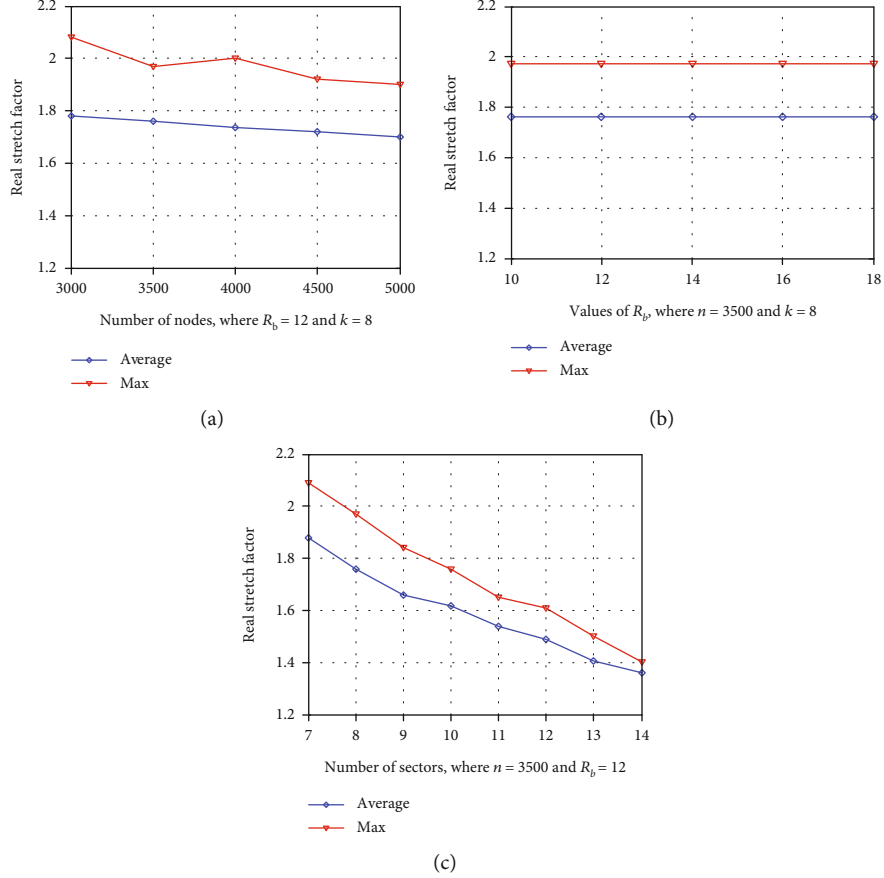 2.2
2
1.8
1.6
1.4
1.2
Real stretch factor
3000 3500 4000 4500 5000
Number of nodes, where R_b = 12 and k = 8
Average
Max
(a)
2.2
2
1.8
1.6
1.4
1.2
Real stretch factor
10 12 14 16 18
Values of R_b, where n = 3500 and k = 8
Average
Max
(b)
2.2
2
1.8
1.6
1.4
1.2
Real stretch factor
7 8 9 10 11 12 13 14
Number of sectors, where n = 3500 and R_b = 12
Average
Max
(c)